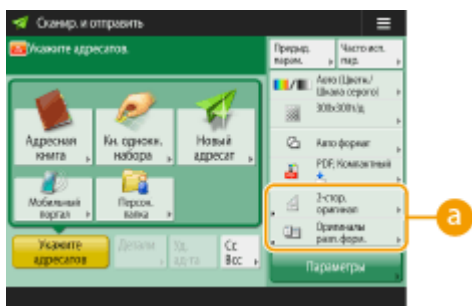 Сканир. и отправить
Укажите адресатов.
Предыд.
парам.
Часто исп.
пар.
Авто (Цветн./
Шкала серого)
300x300т/д
Авто формат
PDF; Компактный
2-стор.
оригинал
Оригиналы
разн.форм.
Параметры
Адресная
книга
Кн. однокн.
набора
Новый
адресат
Мобильный
портал
Персон.
папка
Укажите
адресатов
Детали
Уд.
ад-та
Cc
Bcc
a